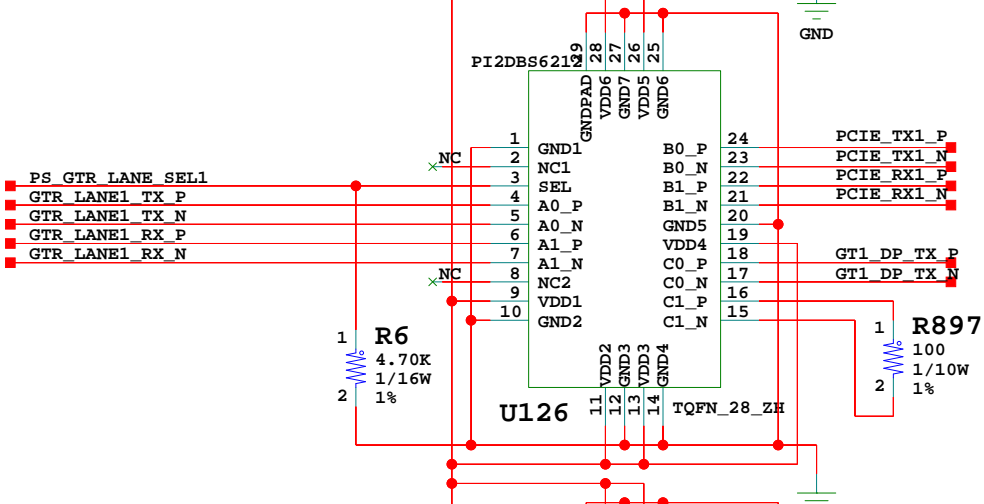 GND
PI2DBS6212
29
28
27
26
25
GNDPAD
VDD6
GND7
VDD5
GND6
1
GND1
NC
2
NC1
PS_GTR_LANE_SEL1
3
SEL
GTR_LANE1_TX_P
4
A0_P
GTR_LANE1_TX_N
5
A0_N
GTR_LANE1_RX_P
6
A1_P
GTR_LANE1_RX_N
7
A1_N
NC
8
NC2
9
VDD1
10
GND2
24
B0_P
PCIE_TX1_P
23
B0_N
PCIE_TX1_N
22
B1_P
PCIE_RX1_P
21
B1_N
PCIE_RX1_N
20
GND5
19
VDD4
18
C0_P
GT1_DP_TX_P
17
C0_N
GT1_DP_TX_N
16
C1_P
15
C1_N
1
R6
4.70K
1/16W
2
1%
1
R897
100
1/10W
2
1%
VDD2
GND3
VDD3
GND4
11
12
13
14
U126
TQFN_28_ZH